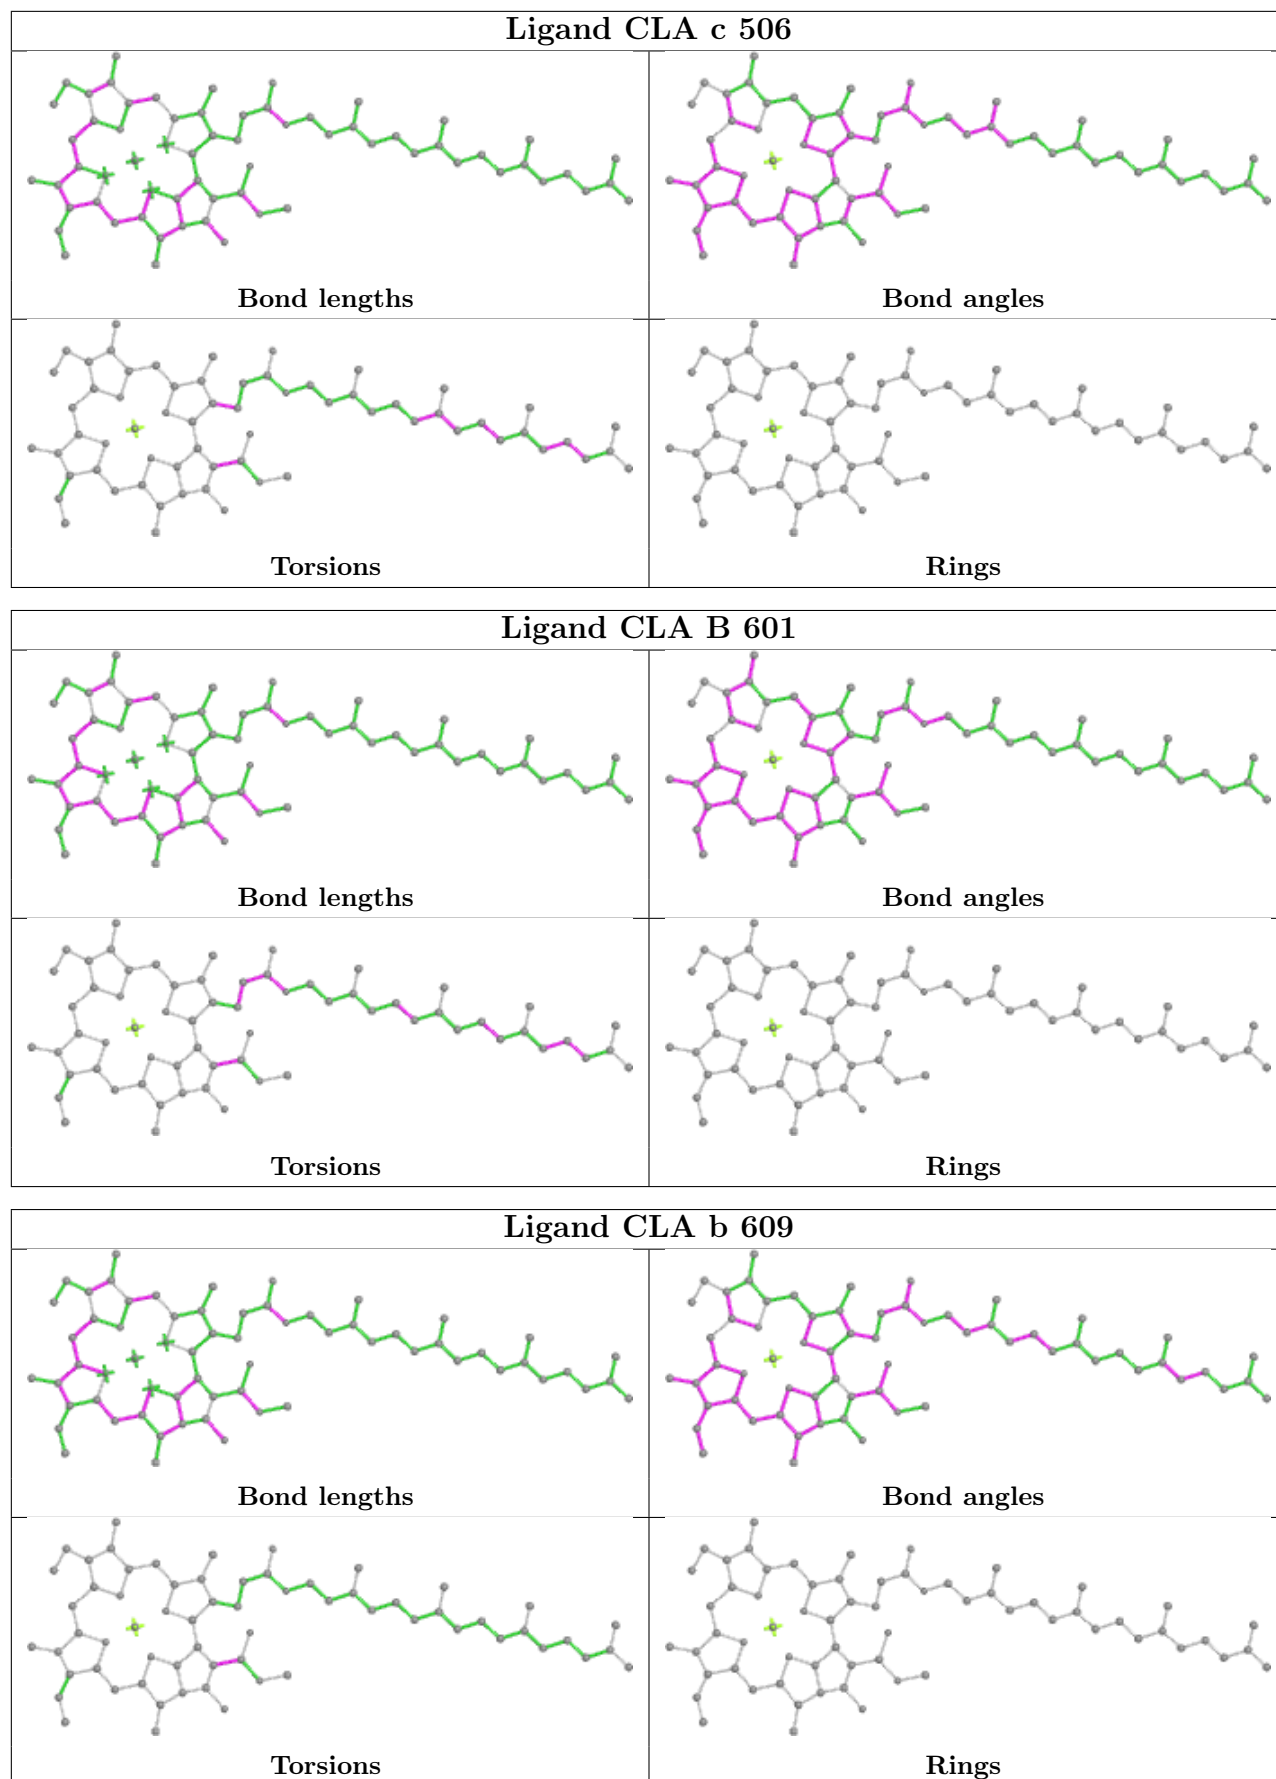 Ligand CLA c 506
Bond lengths
Bond angles
Torsions
Rings
Ligand CLA B 601
Bond lengths
Bond angles
Torsions
Rings
Ligand CLA b 609
Bond lengths
Bond angles
Torsions
Rings